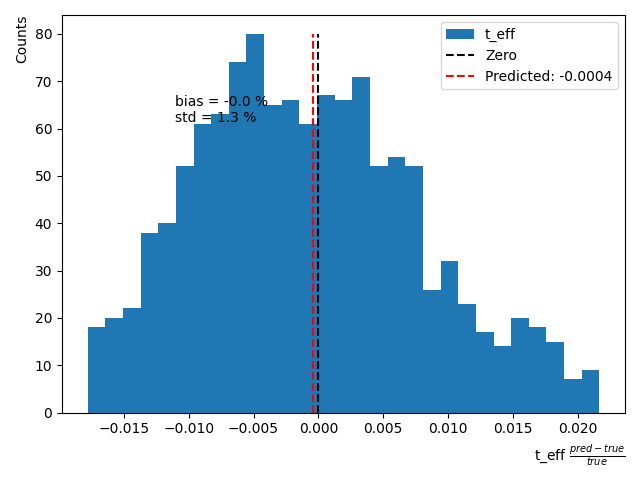 Counts
80
70
60
50
40
30
20
10
0
t_eff
Zero
Predicted: -0.0004
bias = -0.0 %
std = 1.3 %
−0.015 −0.010 −0.005 0.000 0.005 0.010 0.015 0.020
t_eff pred−true/true